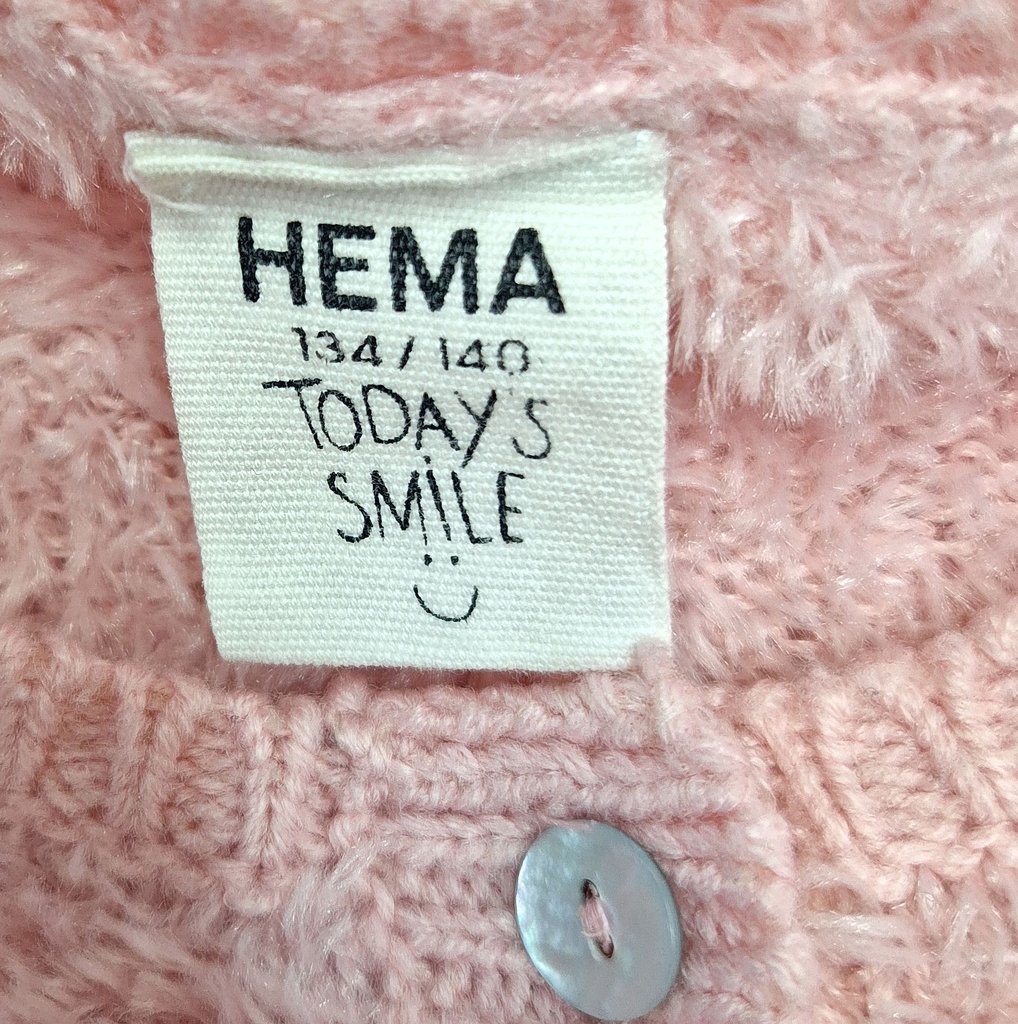 HEMA
134 / 140
TODAY'S
SMILE